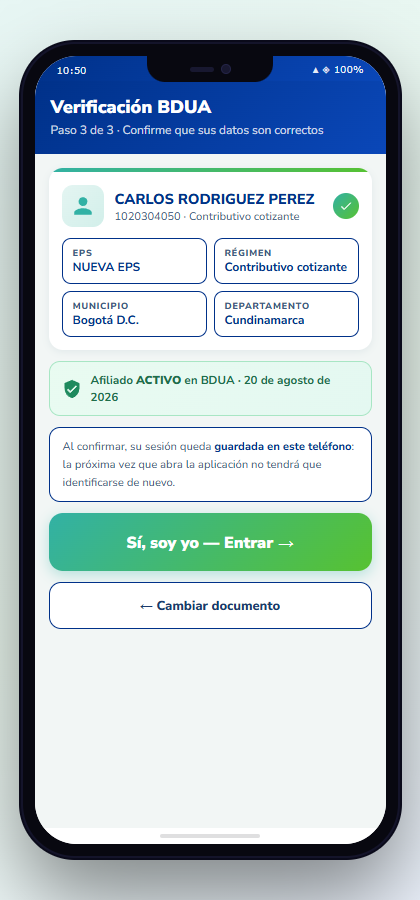 10:50
100%
Verificación BDUA
Paso 3 de 3 · Confirme que sus datos son correctos
CARLOS RODRIGUEZ PEREZ
1020304050 · Contributivo cotizante
EPS
NUEVA EPS
RÉGIMEN
Contributivo cotizante
MUNICIPIO
Bogotá D.C.
DEPARTAMENTO
Cundinamarca
Afiliado ACTIVO en BDUA · 20 de agosto de
2026
Al confirmar, su sesión queda guardada en este teléfono:
la próxima vez que abra la aplicación no tendrá que
identificarse de nuevo.
Sí, soy yo — Entrar →
← Cambiar documento